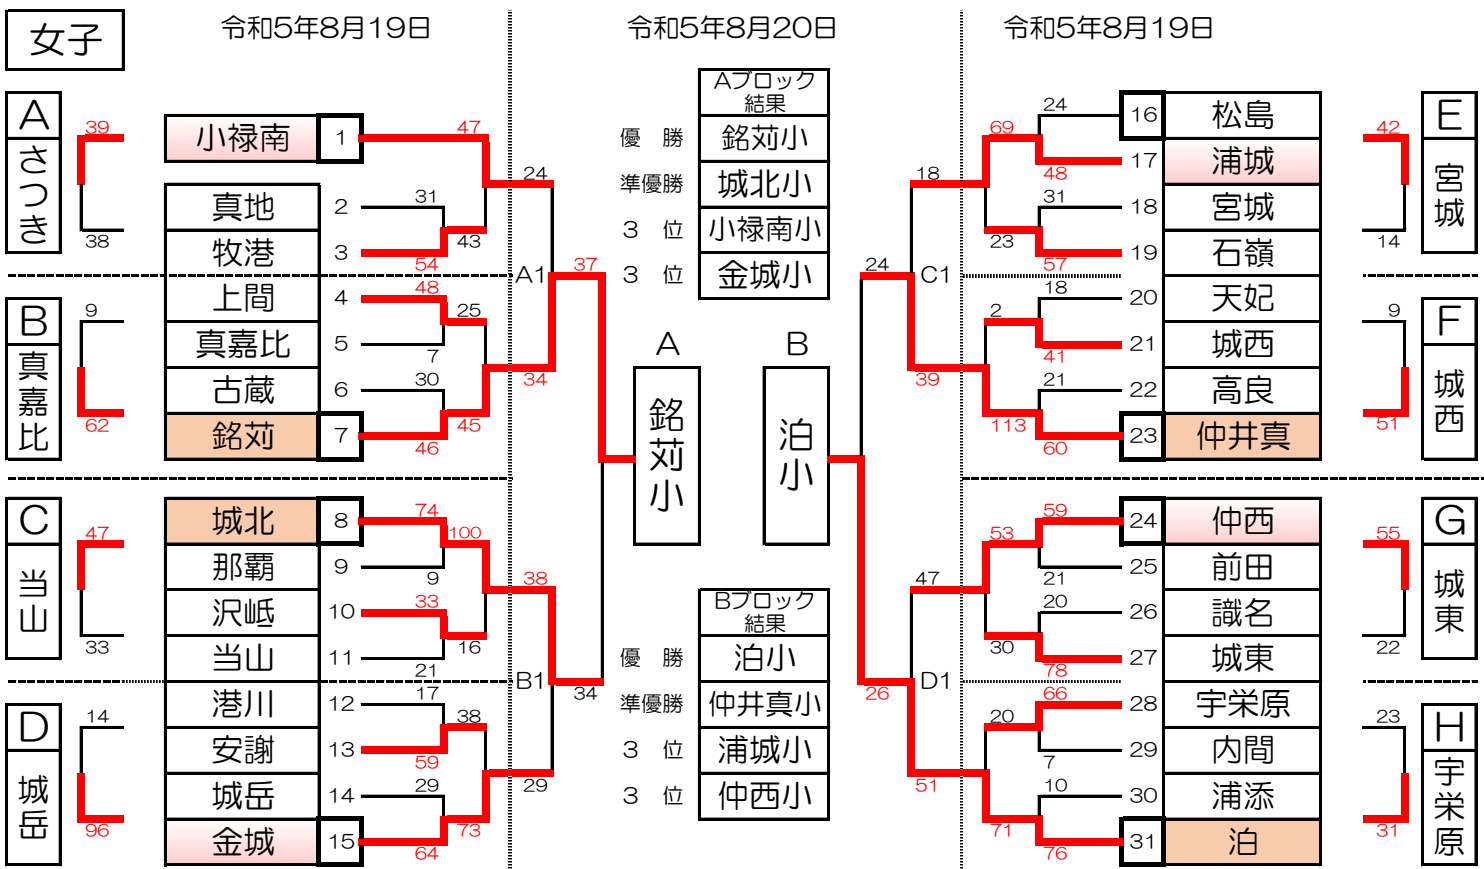 女子
令和5年8月19日
令和5年8月20日
令和5年8月19日
A
さつき
39
38
B
真嘉比
9
62
C
当山
47
33
D
城岳
14
96
小禄南 1
真地 2
牧港 3
上間 4
真嘉比 5
古蔵 6
銘苅 7
城北 8
那覇 9
沢岻 10
当山 11
港川 12
安謝 13
城岳 14
金城 15
47
31
54
43
48
7
25
30
46
45
74
9
100
33
21
16
17
59
38
29
64
73
24
A1
34
38
B1
29
37
34
Aブロック
結果
優 勝 銘苅小
準優勝 城北小
3 位 小禄南小
3 位 金城小
A
銘苅小
B
泊小
Bブロック
結果
優 勝 泊小
準優勝 仲井真小
3 位 浦城小
3 位 仲西小
24
26
18
C1
39
47
D1
51
69
24
48
31
23
57
18
2
41
21
113
60
53
59
21
20
30
78
66
20
7
10
71
76
16 松島
17 浦城
18 宮城
19 石嶺
20 天妃
21 城西
22 高良
23 仲井真
24 仲西
25 前田
26 識名
27 城東
28 宇栄原
29 内間
30 浦添
31 泊
42
14
E
宮城
9
51
F
城西
55
22
G
城東
23
31
H
宇栄原